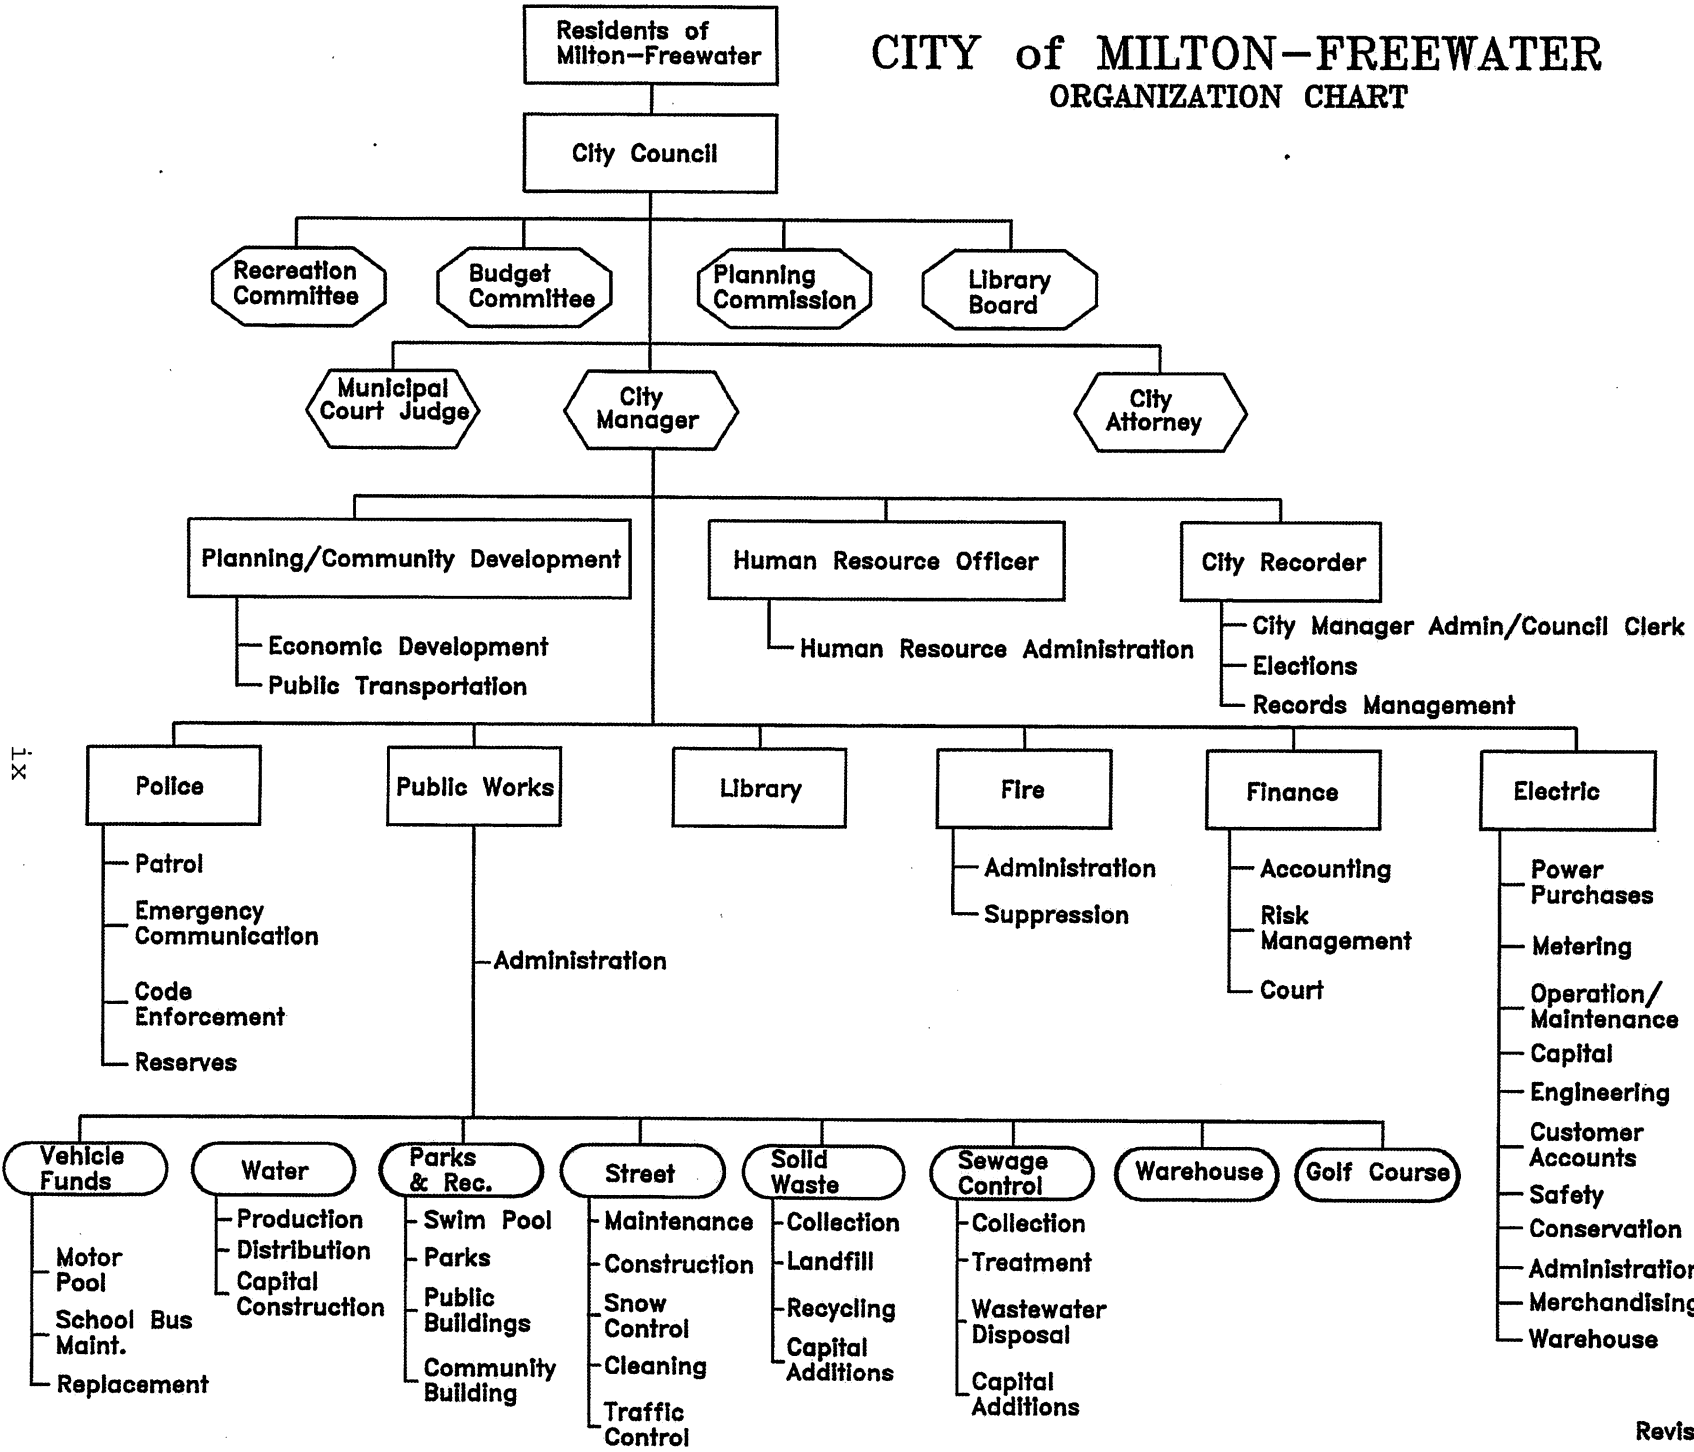 Residents of
Milton-Freewater
CITY of MILTON-FREEWATER
ORGANIZATION CHART
City Council
Recreation
Committee
Budget
Committee
Planning
Commission
Library
Board
Municipal
Court Judge
City
Manager
City
Attorney
Planning/Community Development
Economic Development
Public Transportation
Human Resource Officer
Human Resource Administration
City Recorder
City Manager Admin/Council Clerk
Elections
Records Management
ix
Police
Patrol
Emergency
Communication
Code
Enforcement
Reserves
Public Works
Administration
Library
Fire
Administration
Suppression
Finance
Accounting
Risk
Management
Court
Electric
Power
Purchases
Metering
Operation/
Maintenance
Capital
Engineering
Customer
Accounts
Safety
Conservation
Administration
Merchandising
Warehouse
Vehicle
Funds
Motor
Pool
School Bus
Maint.
Replacement
Water
Production
Distribution
Capital
Construction
Parks
& Rec.
Swim Pool
Parks
Public
Buildings
Community
Building
Street
Maintenance
Construction
Snow
Control
Cleaning
Traffic
Control
Solid
Waste
Collection
Landfill
Recycling
Capital
Additions
Sewage
Control
Collection
Treatment
Wastewater
Disposal
Capital
Additions
Warehouse
Golf Course
Revis